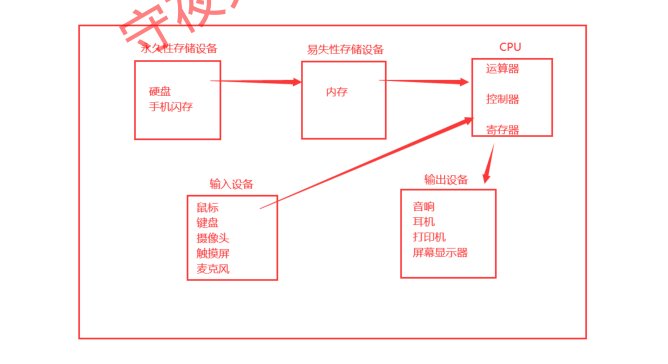 守夜
永久性存储设备
易失性存储设备
CPU
硬盘
手机闪存
内存
运算器
控制器
寄存器
输入设备
输出设备
鼠标
键盘
摄像头
触摸屏
麦克风
音响
耳机
打印机
屏幕显示器